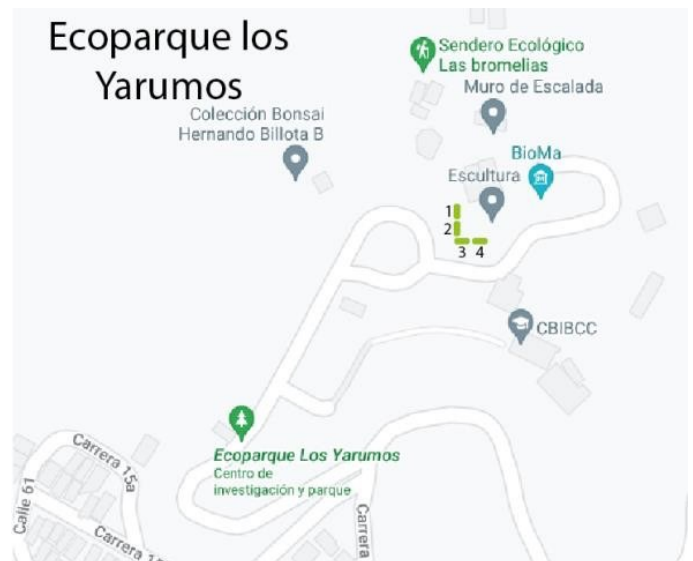 Ecoparque los
Yarumos
Sendero Ecológico
Las bromelias
Muro de Escalada
Colección Bonsai
Hernando Billota B
BioMa
Escultura
1
2
3 4
CBIBCC
Ecoparque Los Yarumos
Centro de
investigación y parque
Carrera 15a
Calle 61
Carrera
Carrera